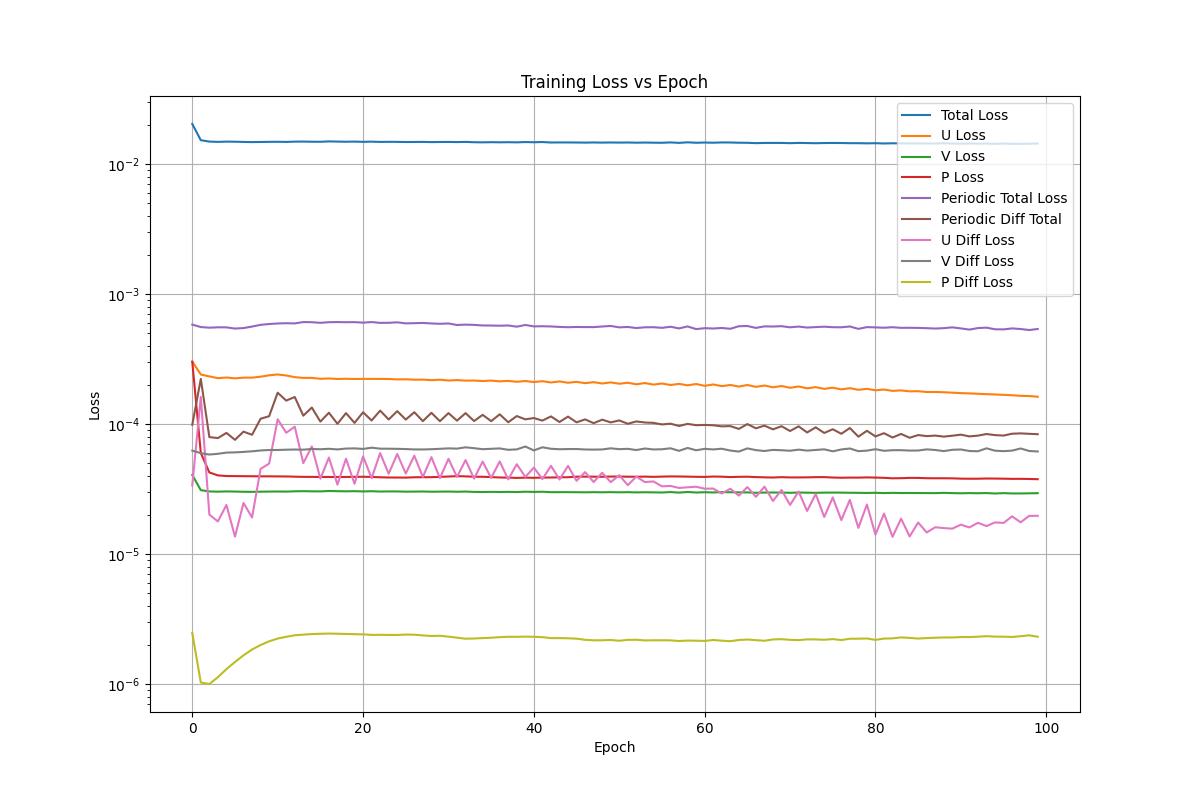 Training Loss vs Epoch
Total Loss
U Loss
V Loss
P Loss
Periodic Total Loss
Periodic Diff Total
U Diff Loss
V Diff Loss
P Diff Loss
10⁻²
10⁻³
10⁻⁴
10⁻⁵
10⁻⁶
Loss
0 20 40 60 80 100
Epoch